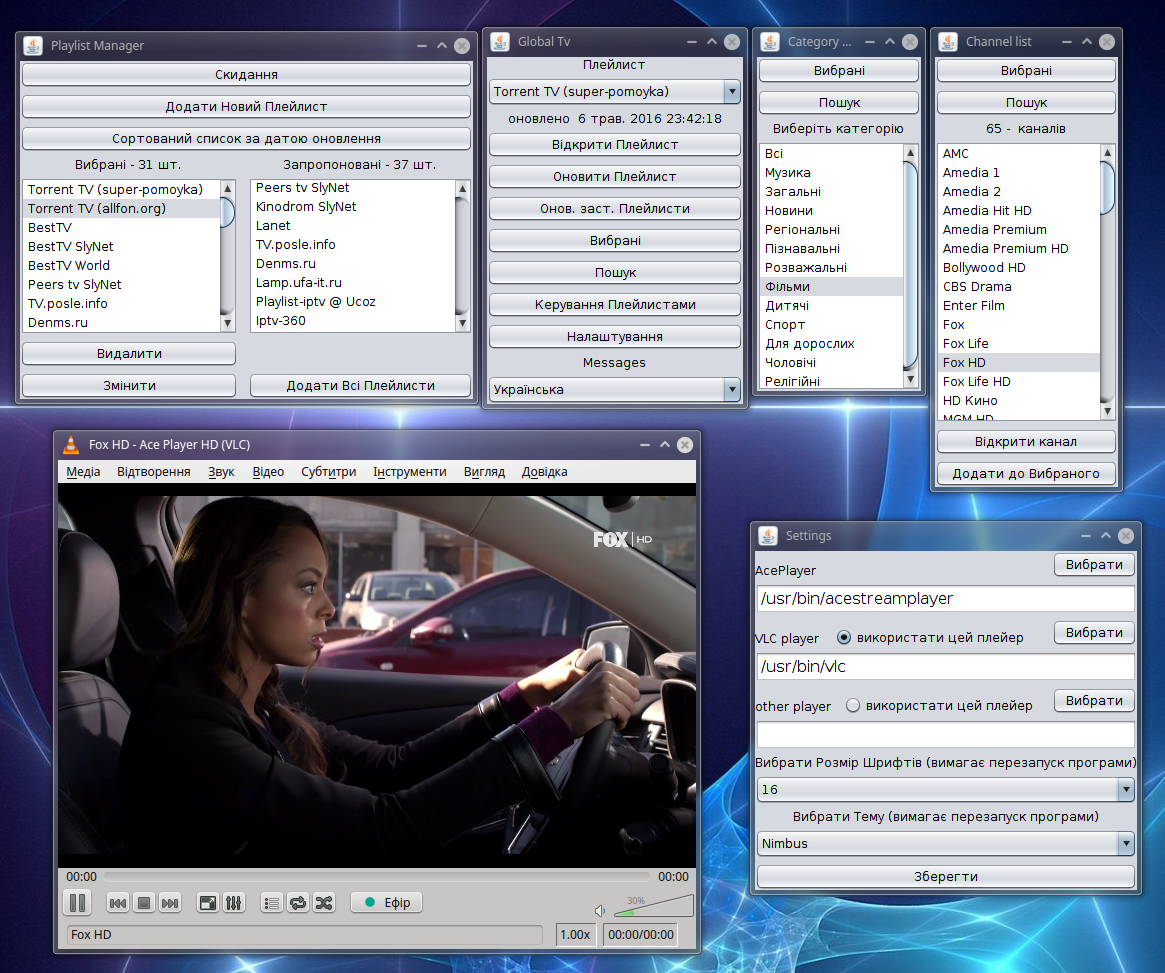 Playlist Manager
Скидання
Додати Новий Плейлист
Сортований список за датою оновлення
Вибрані - 31 шт.
Запропоновані - 37 шт.
Torrent TV (super-pomoyka)
Torrent TV (allfon.org)
BestTV
BestTV SlyNet
BestTV World
Peers tv SlyNet
TV.posle.info
Denms.ru
Peers tv SlyNet
Kinodrom SlyNet
Lanet
TV.posle.info
Denms.ru
Lamp.ufa-it.ru
Playlist-iptv @ Ucoz
Iptv-360
Видалити
Змінити
Додати Всі Плейлисти
Global Tv
Плейлист
Torrent TV (super-pomoyka)
оновлено 6 трав. 2016 23:42:18
Відкрити Плейлист
Оновити Плейлист
Онов. заст. Плейлисти
Вибрані
Пошук
Керування Плейлистами
Налаштування
Messages
Українська
Category ...
Вибрані
Пошук
Виберіть категорію
Всі
Музика
Загальні
Новини
Регіональні
Пізнавальні
Розважальні
Фільми
Дитячі
Спорт
Для дорослих
Чоловічі
Релігійні
Channel list
Вибрані
Пошук
65 - каналів
AMC
Amedia 1
Amedia 2
Amedia Hit HD
Amedia Premium
Amedia Premium HD
Bollywood HD
CBS Drama
Enter Film
Fox
Fox Life
Fox HD
Fox Life HD
HD Кино
MGM HD
Відкрити канал
Додати до Вибраного
Fox HD - Ace Player HD (VLC)
Медіа Відтворення Звук Відео Субтитри Інструменти Вигляд Довідка
FOX HD
00:00 00:00
Ефір
30%
Fox HD
1.00x
00:00/00:00
Settings
AcePlayer
Вибрати
/usr/bin/acestreamplayer
VLC player використати цей плейер
Вибрати
/usr/bin/vlc
other player використати цей плейер
Вибрати
Вибрати Розмір Шрифтів (вимагає перезапуск програми)
16
Вибрати Тему (вимагає перезапуск програми)
Nimbus
Зберегти